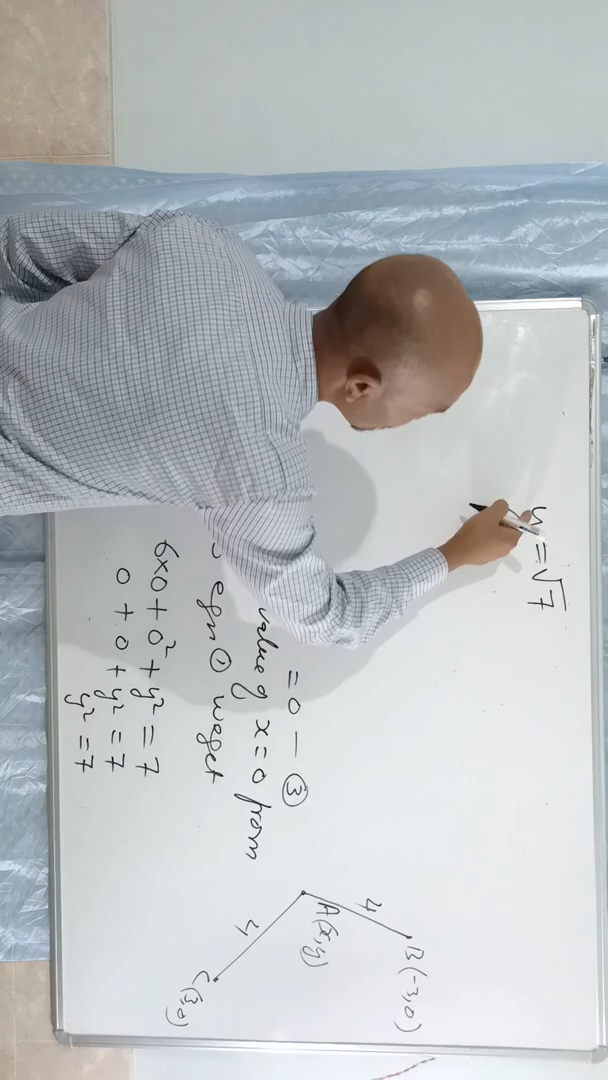 = 0 — ③
value of x = 0 from
eqn ① we get
6×0 + 0² + y² = 7
0 + 0 + y² = 7
y² = 7
y = √7
B(-3,0)
4
A(x,y)
4
C(3,0)